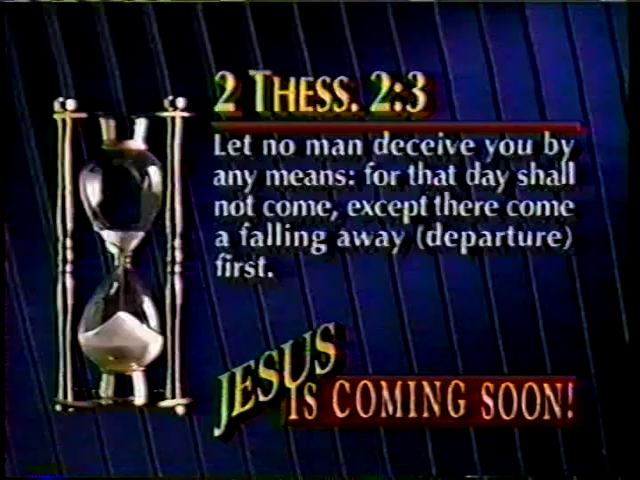 2 THESS. 2:3
Let no man deceive you by
any means: for that day shall
not come, except there come
a falling away (departure)
first.
JESUS
IS COMING SOON!